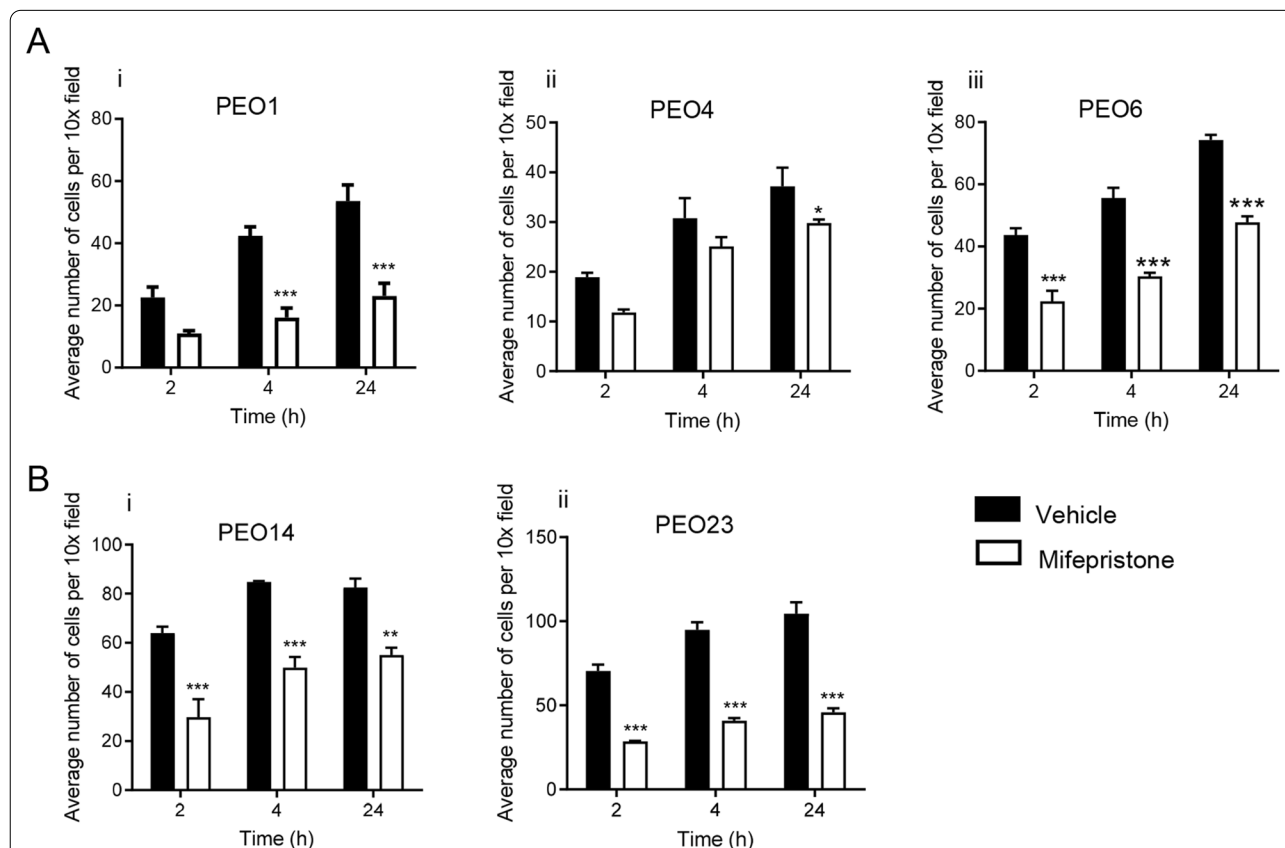 A
i
PEO1
Average number of cells per 10x field
80
60
40
20
0
***
***
2 4 24
Time (h)
ii
PEO4
Average number of cells per 10x field
50
40
30
20
10
0
*
2 4 24
Time (h)
iii
PEO6
Average number of cells per 10x field
80
60
40
20
0
***
***
***
2 4 24
Time (h)
B
i
PEO14
Average number of cells per 10x field
100
80
60
40
20
0
***
***
**
2 4 24
Time (h)
ii
PEO23
Average number of cells per 10x field
150
100
50
0
***
***
***
2 4 24
Time (h)
Vehicle
Mifepristone